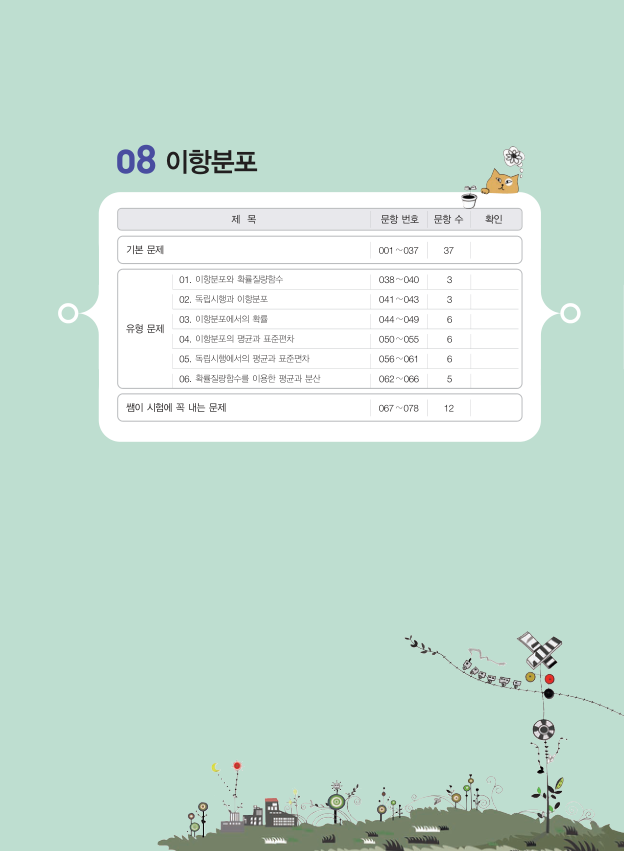 08 이항분포
제 목 문항 번호 문항 수 확인
기본 문제 001~037 37
유형 문제
01. 이항분포와 확률질량함수 038~040 3
02. 독립시행과 이항분포 041~043 3
03. 이항분포에서의 확률 044~049 6
04. 이항분포의 평균과 표준편차 050~055 6
05. 독립시행에서의 평균과 표준편차 056~061 6
06. 확률질량함수를 이용한 평균과 분산 062~066 5
쌤이 시험에 꼭 내는 문제 067~078 12